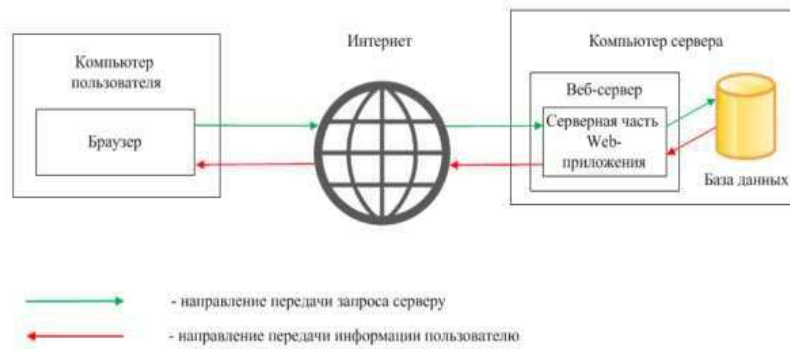 Компьютер
пользователя
Браузер
Интернет
Компьютер сервера
Веб-сервер
Серверная часть
Web-
приложения
База данных
- направление передачи запроса серверу
- направление передачи информации пользователю